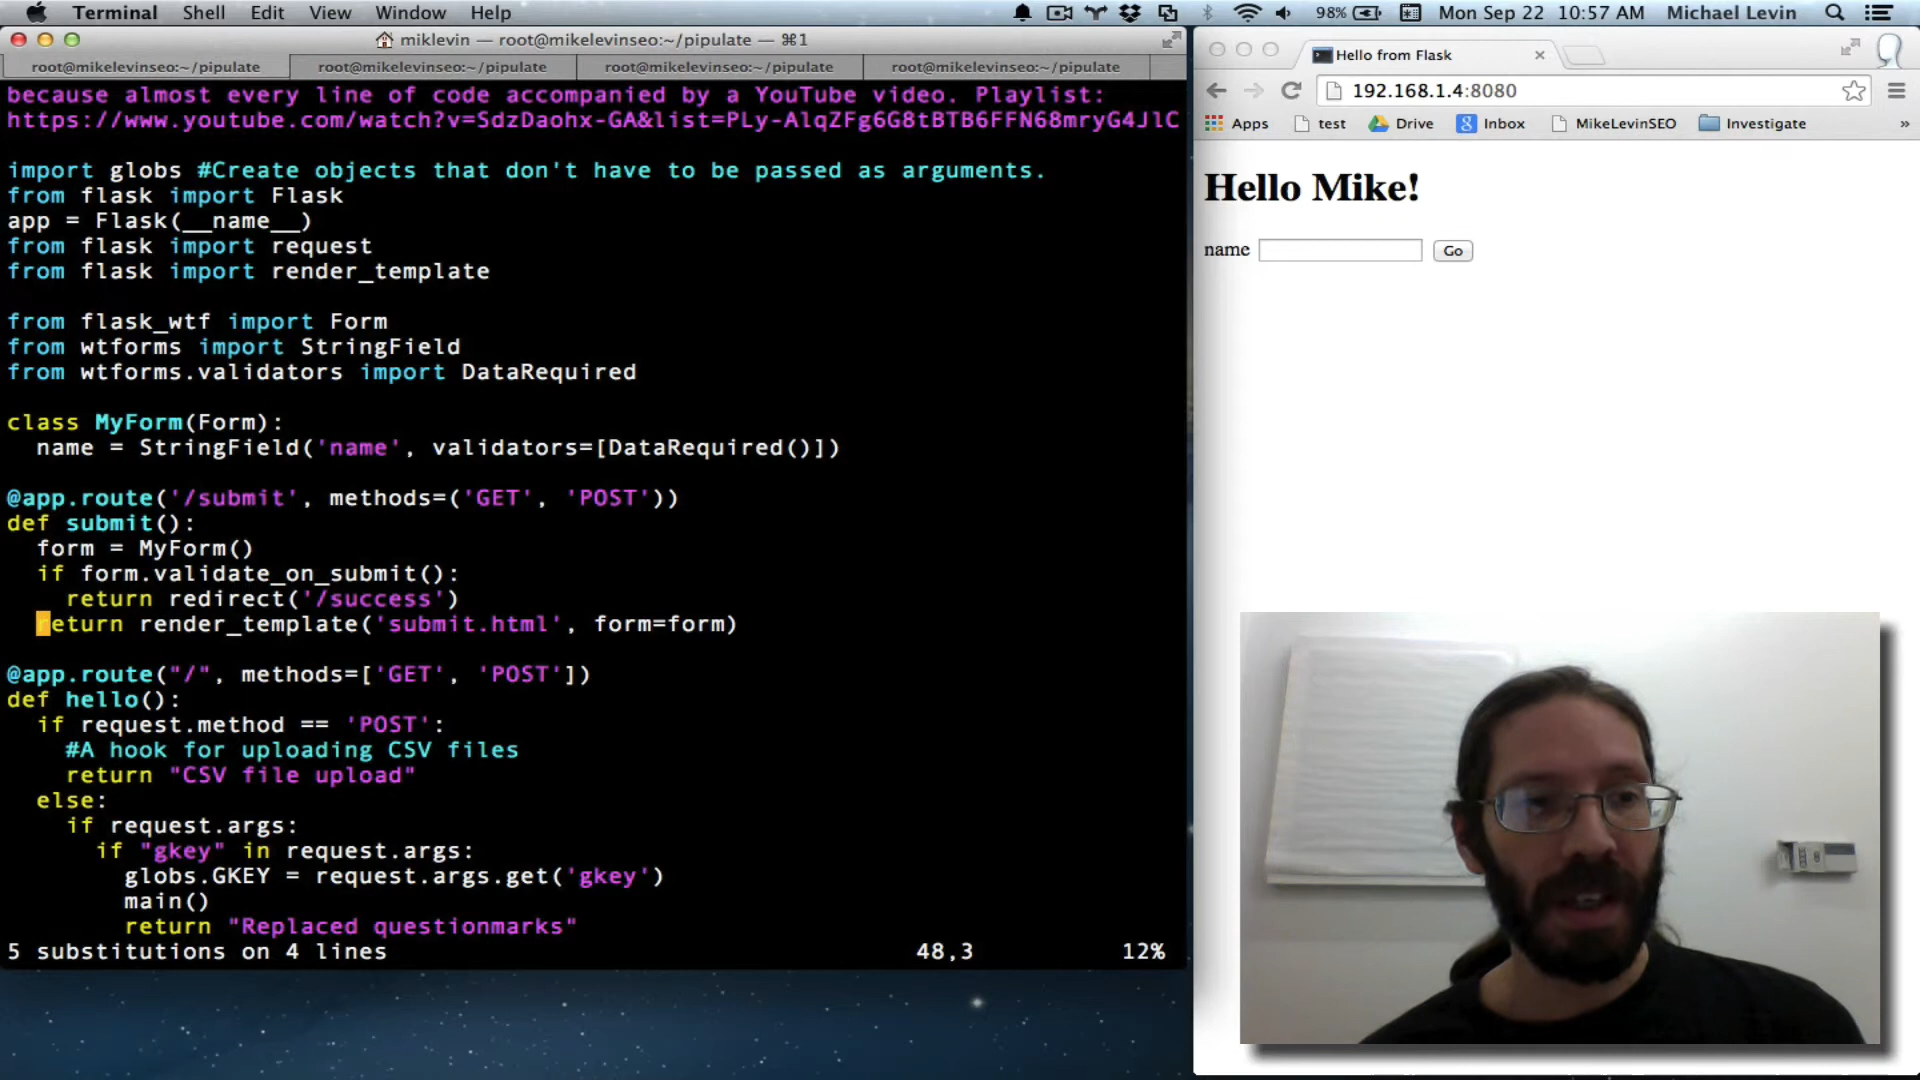 Terminal Shell Edit View Window Help 98% Mon Sep 22 10:57 AM Michael Levin
miklevin — root@mikelevinseo:~/pipulate — ⌘1
root@mikelevinseo:~/pipulate root@mikelevinseo:~/pipulate root@mikelevinseo:~/pipulate root@mikelevinseo:~/pipulate
because almost every line of code accompanied by a YouTube video. Playlist:
https://www.youtube.com/watch?v=SdzDaohx-GA&list=PLy-AlqZFg6G8tBTB6FFN68mryG4JlC
import globs #Create objects that don't have to be passed as arguments.
from flask import Flask
app = Flask(__name__)
from flask import request
from flask import render_template
from flask_wtf import Form
from wtforms import StringField
from wtforms.validators import DataRequired
class MyForm(Form):
name = StringField('name', validators=[DataRequired()])
@app.route('/submit', methods=('GET', 'POST'))
def submit():
form = MyForm()
if form.validate_on_submit():
return redirect('/success')
return render_template('submit.html', form=form)
@app.route("/", methods=['GET', 'POST'])
def hello():
if request.method == 'POST':
#A hook for uploading CSV files
return "CSV file upload"
else:
if request.args:
if "gkey" in request.args:
globs.GKEY = request.args.get('gkey')
main()
return "Replaced questionmarks"
5 substitutions on 4 lines 48,3 12%
Hello from Flask
192.168.1.4:8080
Apps test Drive Inbox MikeLevinSEO Investigate »
Hello Mike!
name Go